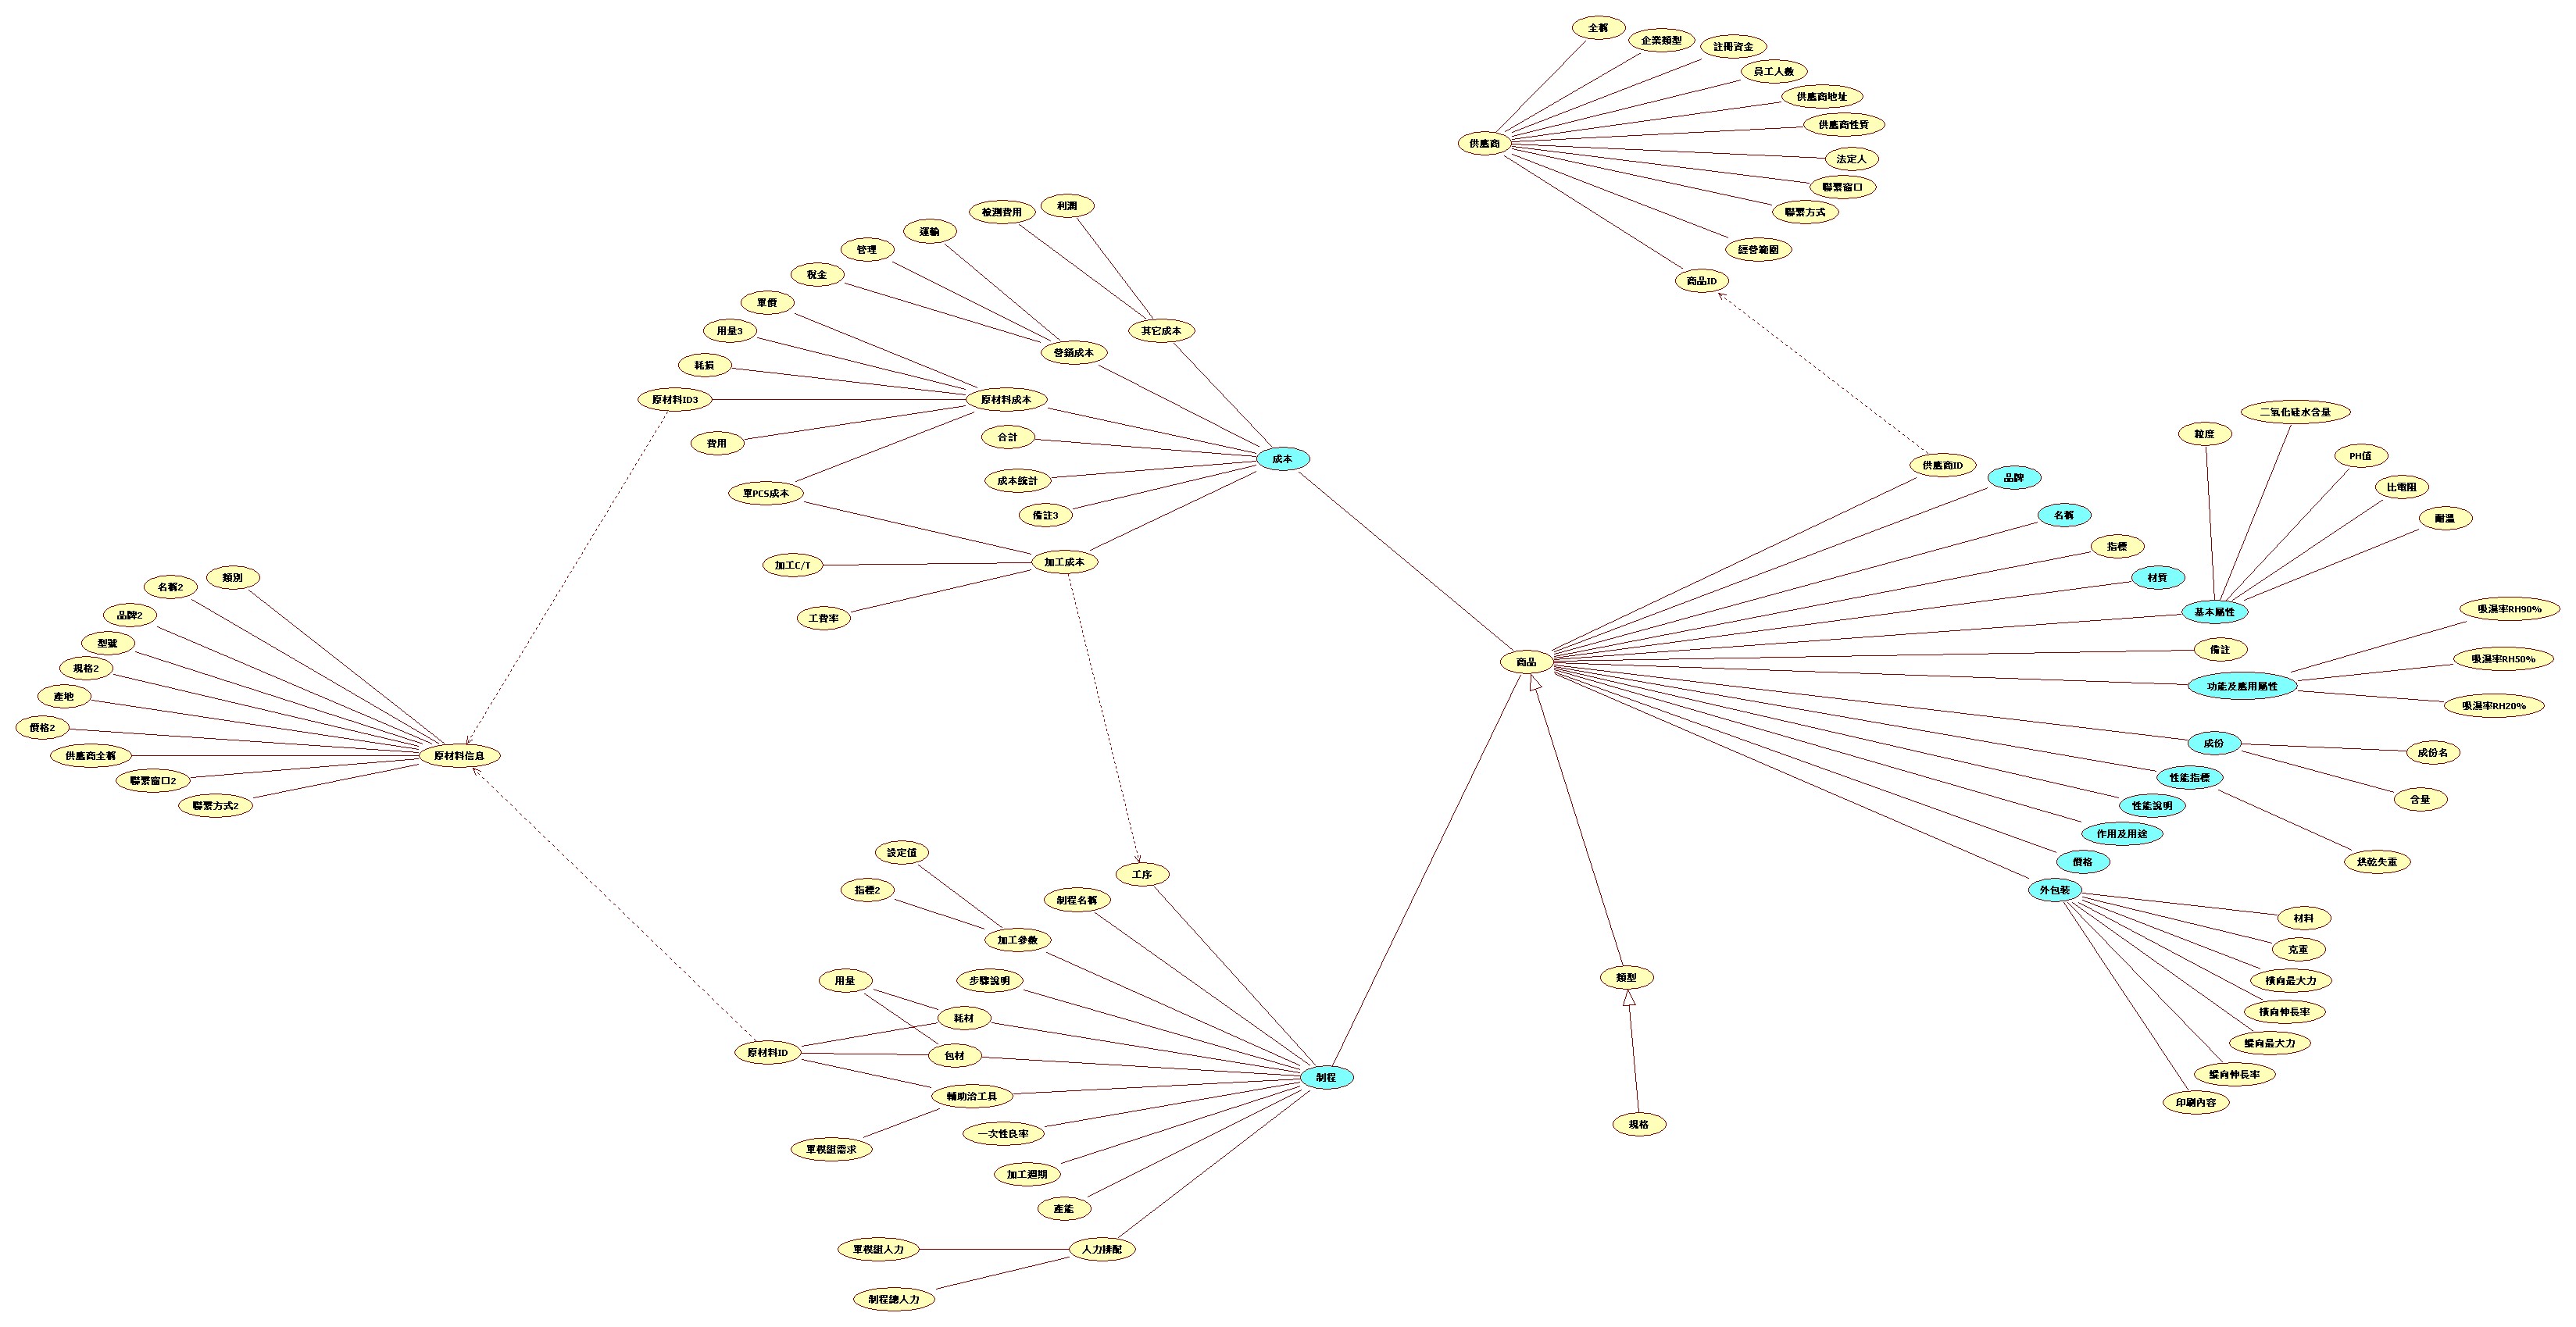 全稱
企業類型
註冊資金
員工人數
供應商地址
供應商性質
供應商
法定人
聯繫窗口
聯繫方式
經營範圍
商品ID
利潤
檢測費用
運輸
管理
稅金
單價
用量3
其它成本
營銷成本
耗損
原材料ID3
原材料成本
費用
合計
成本
成本統計
單PCS成本
備註3
加工成本
加工C/T
工費率
類別
名稱2
品牌2
型號
規格2
產地
價格2
供應商全稱
原材料信息
聯繫窗口2
聯繫方式2
供應商ID
品牌
名稱
指標
材質
二氧化硅水含量
粒度
PH值
比電阻
耐溫
基本屬性
吸濕率RH90%
備註
吸濕率RH50%
商品
功能及應用屬性
吸濕率RH20%
成份
成份名
性能指標
含量
性能說明
作用及用途
價格
烘乾失重
外包裝
材料
克重
橫向最大力
橫向伸長率
縱向最大力
縱向伸長率
印刷內容
設定值
工序
指標2
制程名稱
加工參數
用量
步驟說明
耗材
原材料ID
包材
制程
輔助治工具
一次性良率
單模組需求
加工週期
產能
單模組人力
人力排配
制程總人力
類型
規格